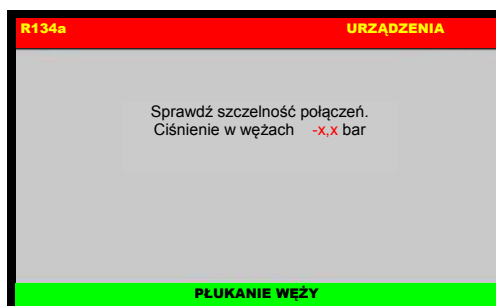 R134a URZĄDZENIA
Sprawdź szczelność połączeń.
Ciśnienie w wężach -x,x bar
PŁUKANIE WĘŻY